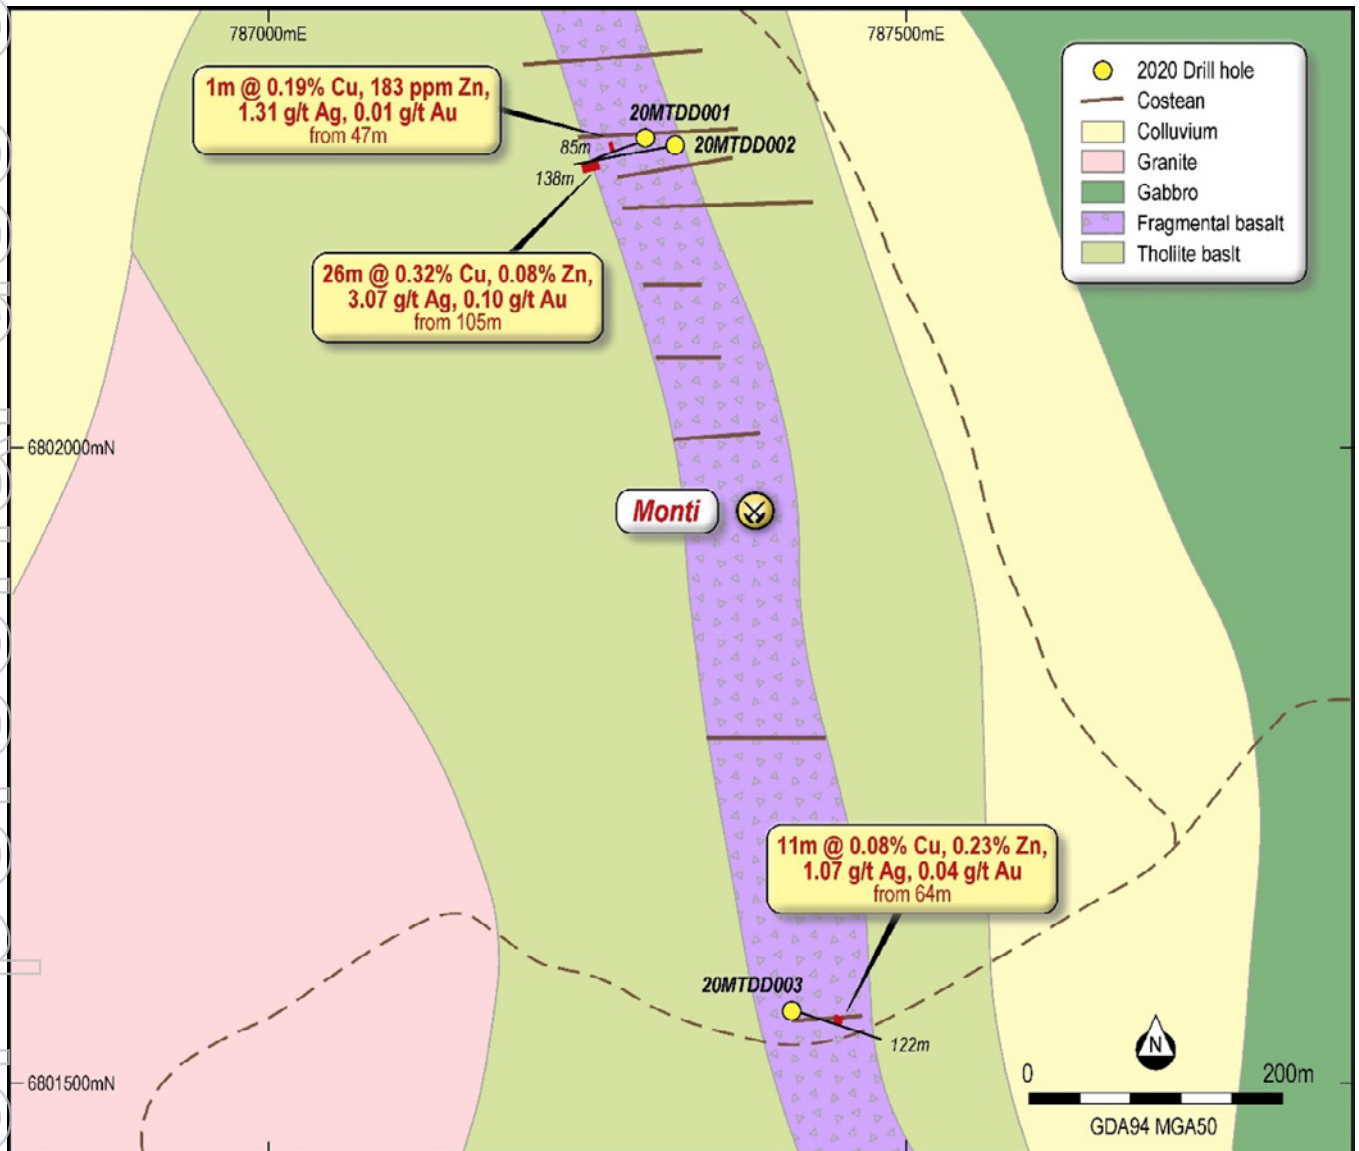 787000mE
787500mE
2020 Drill hole
Costean
Colluvium
Granite
Gabbro
Fragmental basalt
Tholiite baslt
1m @ 0.19% Cu, 183 ppm Zn,
1.31 g/t Ag, 0.01 g/t Au
from 47m
20MTDD001
20MTDD002
85m
138m
26m @ 0.32% Cu, 0.08% Zn,
3.07 g/t Ag, 0.10 g/t Au
from 105m
6802000mN
Monti
11m @ 0.08% Cu, 0.23% Zn,
1.07 g/t Ag, 0.04 g/t Au
from 64m
20MTDD003
122m
6801500mN
N
0
200m
GDA94 MGA50